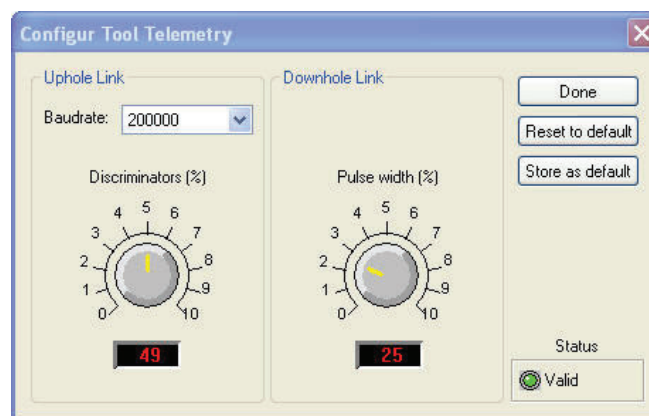 Configur Tool Telemetry
Uphole Link
Baudrate: 200000
Discriminators (%)
0 1 2 3 4 5 6 7 8 9 10
49
Downhole Link
Pulse width (%)
0 1 2 3 4 5 6 7 8 9 10
25
Done
Reset to default
Store as default
Status
Valid